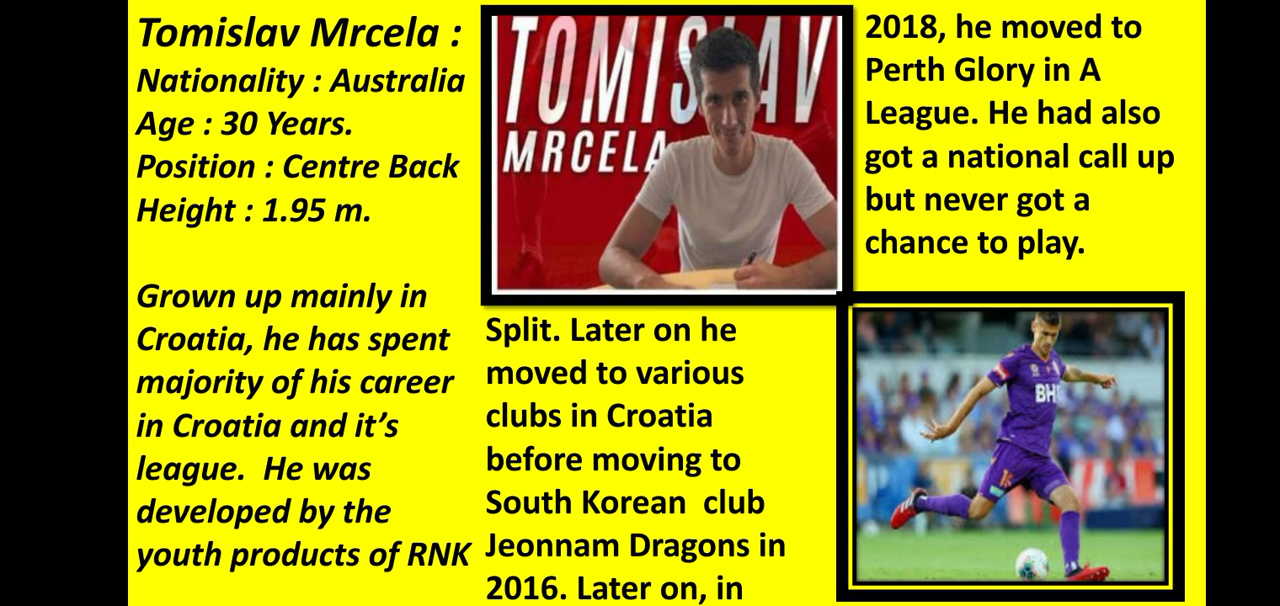 Tomislav Mrcela :
Nationality : Australia
Age : 30 Years.
Position : Centre Back
Height : 1.95 m.
Grown up mainly in
Croatia, he has spent
majority of his career
in Croatia and it’s
league.  He was
developed by the
youth products of RNK
TOMISLAV
MRCELA
Split. Later on he
moved to various
clubs in Croatia
before moving to
South Korean  club
Jeonnam Dragons in
2016. Later on, in
2018, he moved to
Perth Glory in A
League. He had also
got a national call up
but never got a
chance to play.